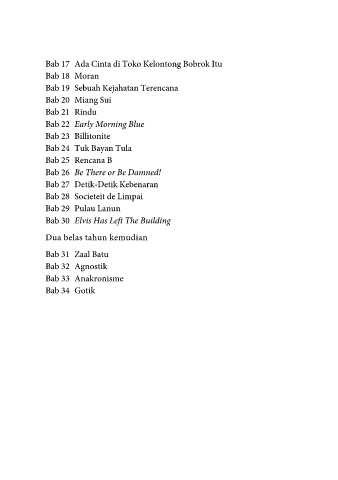 Bab 17 Ada Cinta di Toko Kelontong Bobrok Itu
Bab 18 Moran
Bab 19 Sebuah Kejahatan Terencana
Bab 20 Miang Sui
Bab 21 Rindu
Bab 22 Early Morning Blue
Bab 23 Billitonite
Bab 24 Tuk Bayan Tula
Bab 25 Rencana B
Bab 26 Be There or Be Damned!
Bab 27 Detik-Detik Kebenaran
Bab 28 Societeit de Limpai
Bab 29 Pulau Lanun
Bab 30 Elvis Has Left The Building
Dua belas tahun kemudian
Bab 31 Zaal Batu
Bab 32 Agnostik
Bab 33 Anakronisme
Bab 34 Gotik